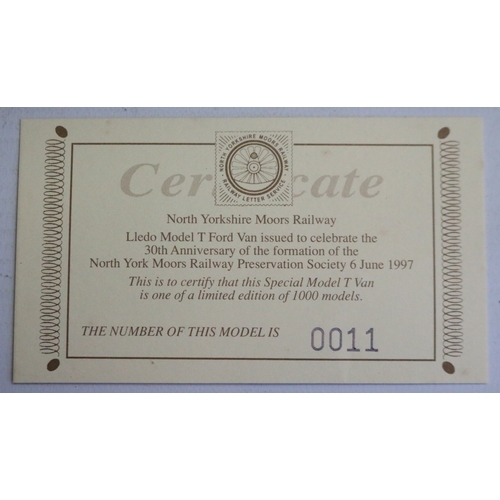 NORTH YORKSHIRE MOORS RAILWAY
RAILWAY LETTER SERVICE
Certificate
North Yorkshire Moors Railway
Lledo Model T Ford Van issued to celebrate the
30th Anniversary of the formation of the
North York Moors Railway Preservation Society 6 June 1997
This is to certify that this Special Model T Van
is one of a limited edition of 1000 models.
THE NUMBER OF THIS MODEL IS 0011